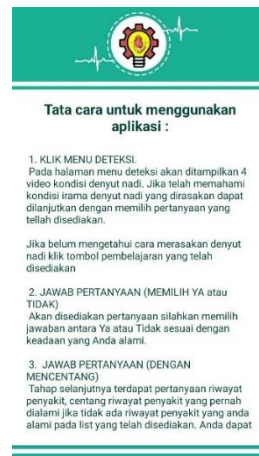 Tata cara untuk menggunakan
aplikasi :
1. KLIK MENU DETEKSI.
Pada halaman menu deteksi akan ditampilkan 4
video kondisi denyut nadi. Jika telah memahami
kondisi irama denyut nadi yang dirasakan dapat
dilanjutkan dengan memilih pertanyaan yang
tellah disediakan.
Jika belum mengetahui cara merasakan denyut
nadi klik tombol pembelajaran yang telah
disediakan
2. JAWAB PERTANYAAN (MEMILIH YA atau
TIDAK)
Akan disediakan pertanyaan silahkan memilih
jawaban antara Ya atau Tidak sesuai dengan
keadaan yang Anda alami.
3. JAWAB PERTANYAAN (DENGAN
MENCENTANG)
Tahap selanjutnya terdapat pertanyaan riwayat
penyakit, centang riwayat penyakit yang pernah
dialami jika tidak ada riwayat penyakit yang anda
alami pada list yang telah disediakan. Anda dapat